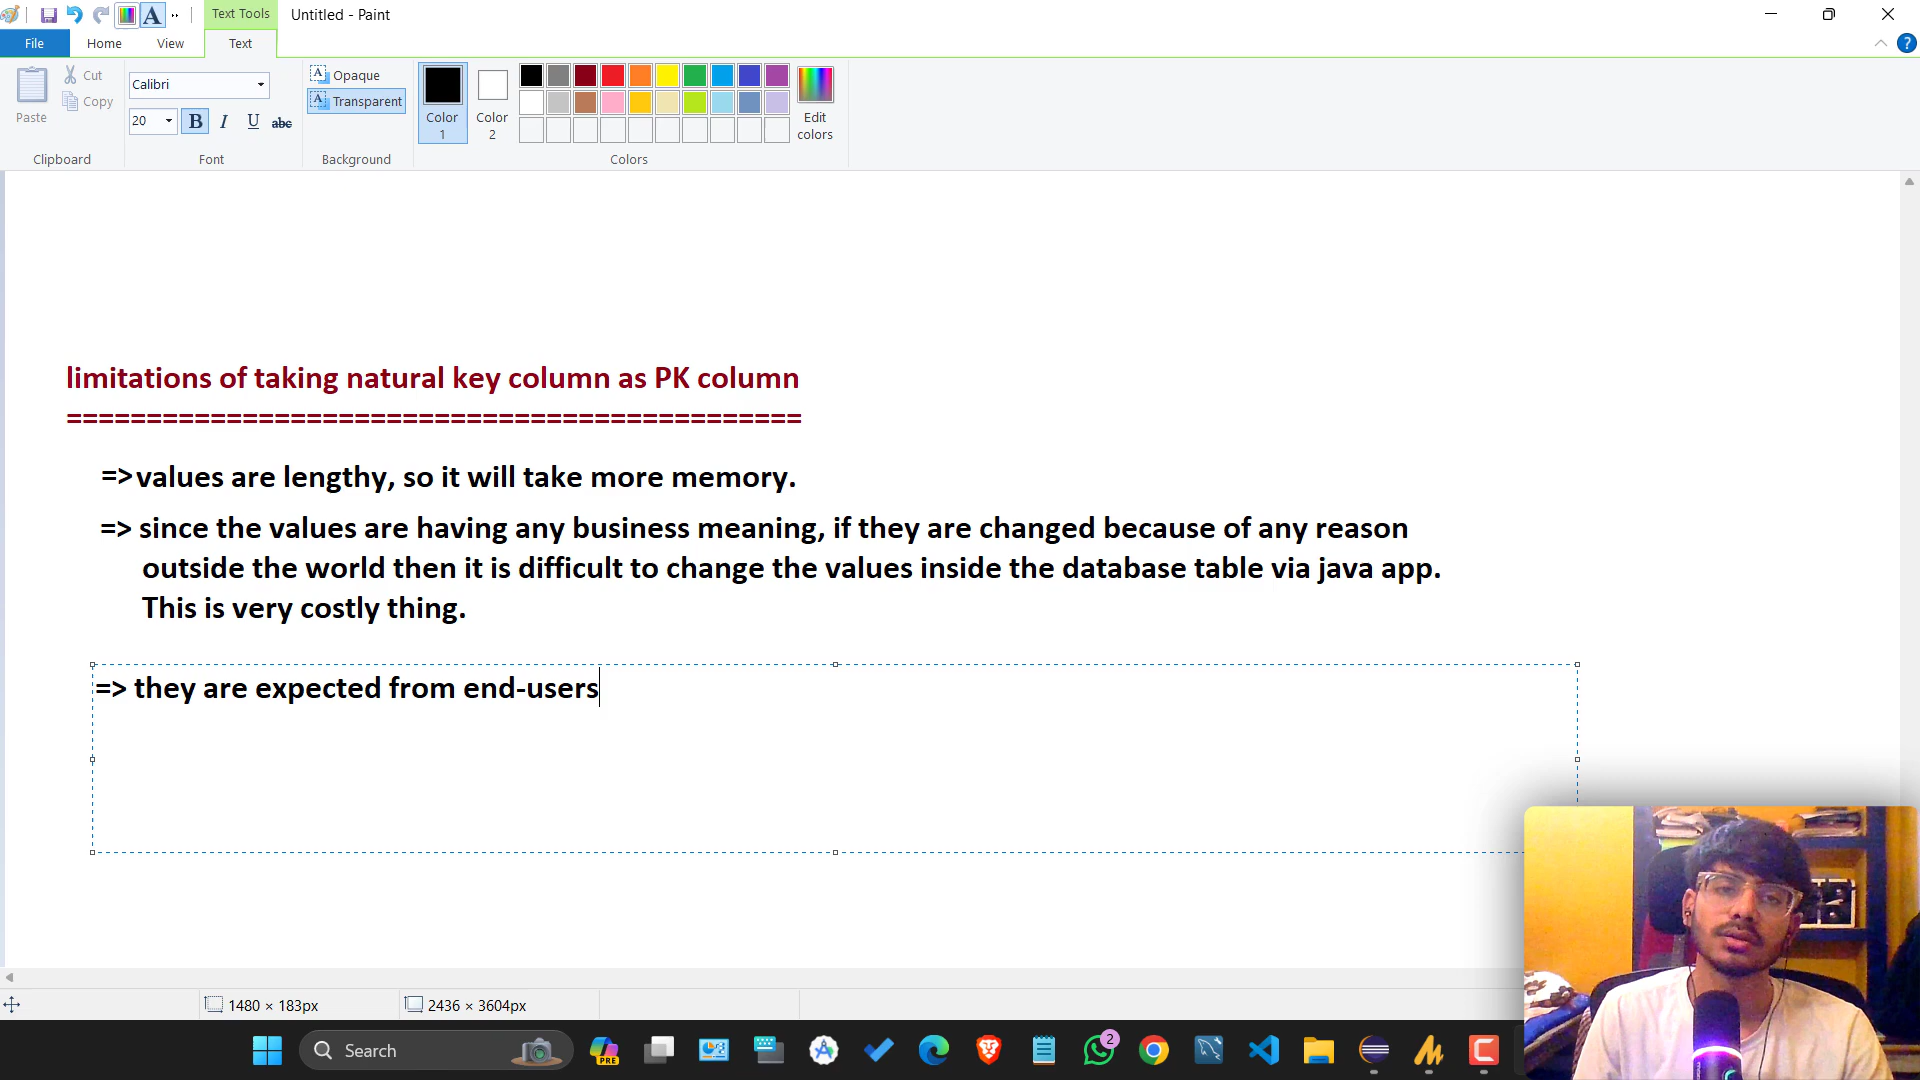 Text Tools
Untitled - Paint
File
Home
View
Text
Paste
Cut
Copy
Clipboard
Calibri
20
B
I
U
abc
Font
Opaque
Transparent
Background
Color
1
Color
2
Edit
colors
Colors
limitations of taking natural key column as PK column
==============================================
=>values are lengthy, so it will take more memory.
=> since the values are having any business meaning, if they are changed because of any reason
outside the world then it is difficult to change the values inside the database table via java app.
This is very costly thing.
=> they are expected from end-users
1480 × 183px
2436 × 3604px
Search
PRE
2